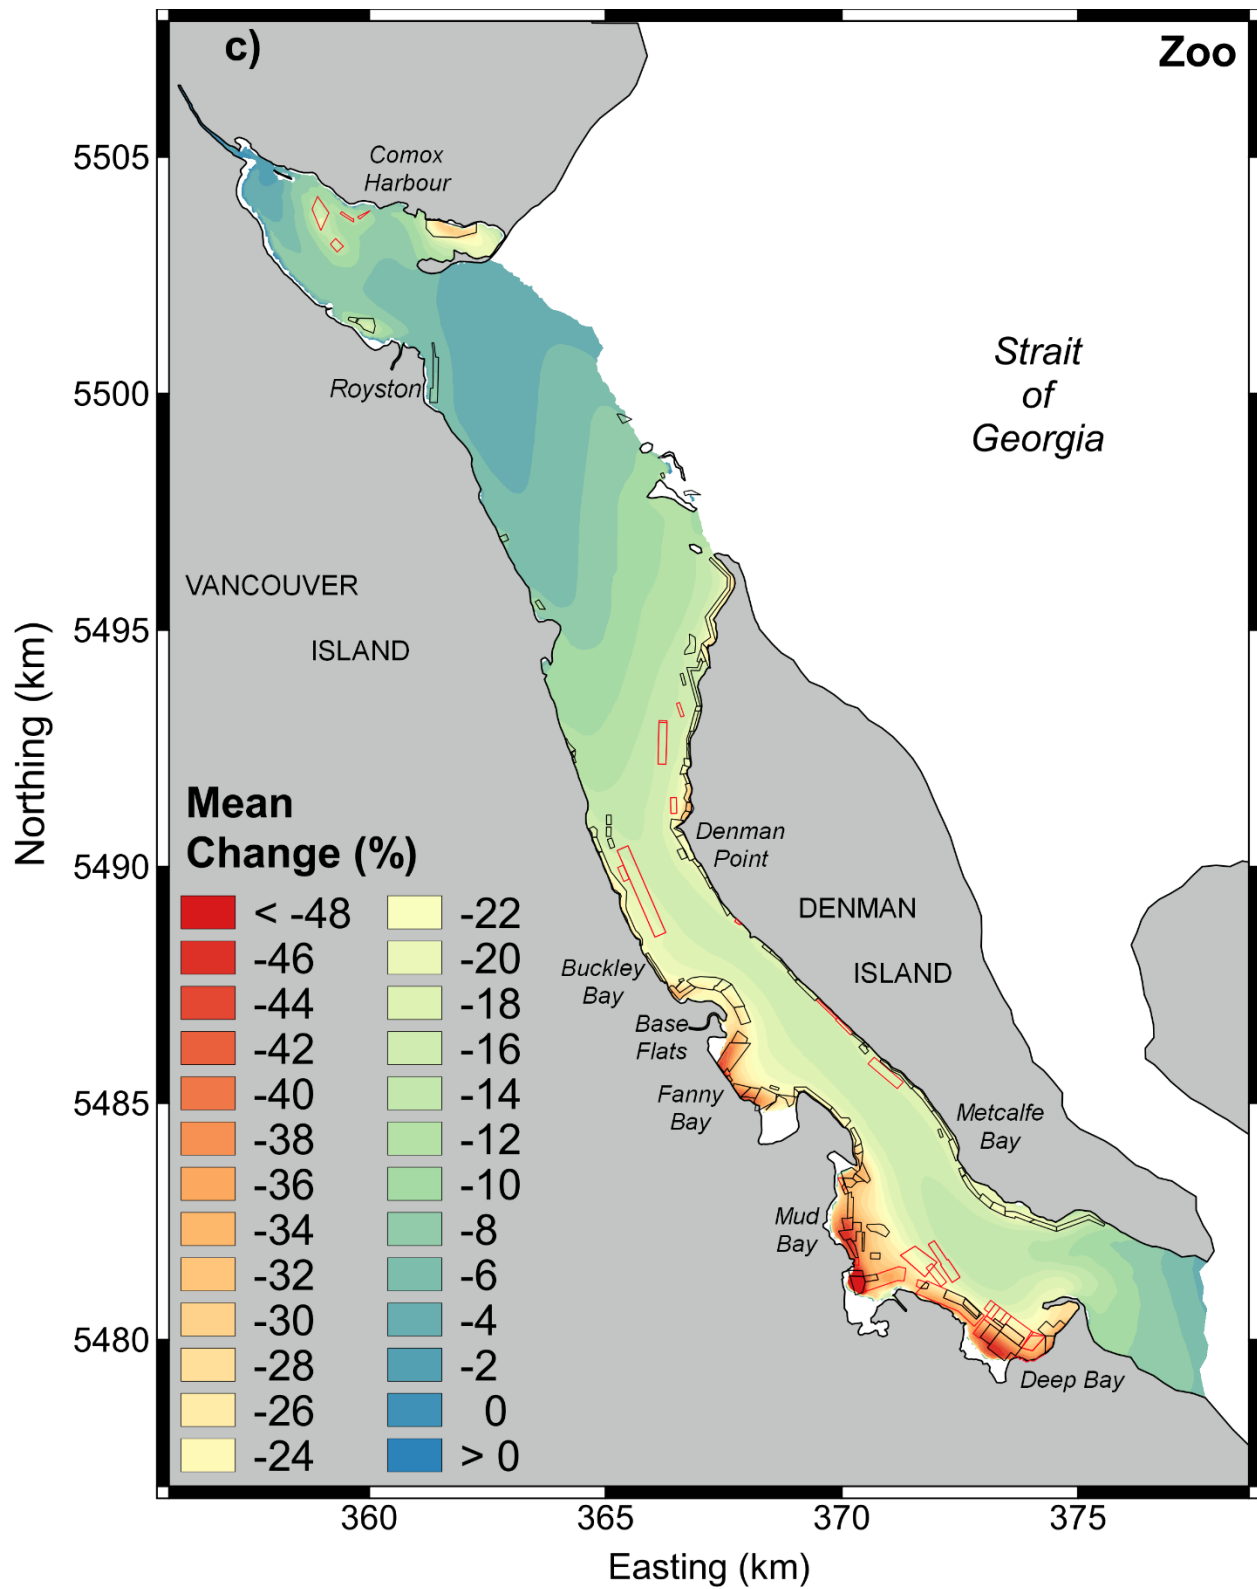 c)
Zoo
5505
5500
5495
5490
5485
5480
Northing (km)
Comox
Harbour
Royston
Strait
of
Georgia
VANCOUVER
ISLAND
Denman
Point
DENMAN
ISLAND
Buckley
Bay
Base
Flats
Fanny
Bay
Metcalfe
Bay
Mud
Bay
Deep Bay
Mean
Change (%)
< -48
-46
-44
-42
-40
-38
-36
-34
-32
-30
-28
-26
-24
-22
-20
-18
-16
-14
-12
-10
-8
-6
-4
-2
0
> 0
360
365
370
375
Easting (km)